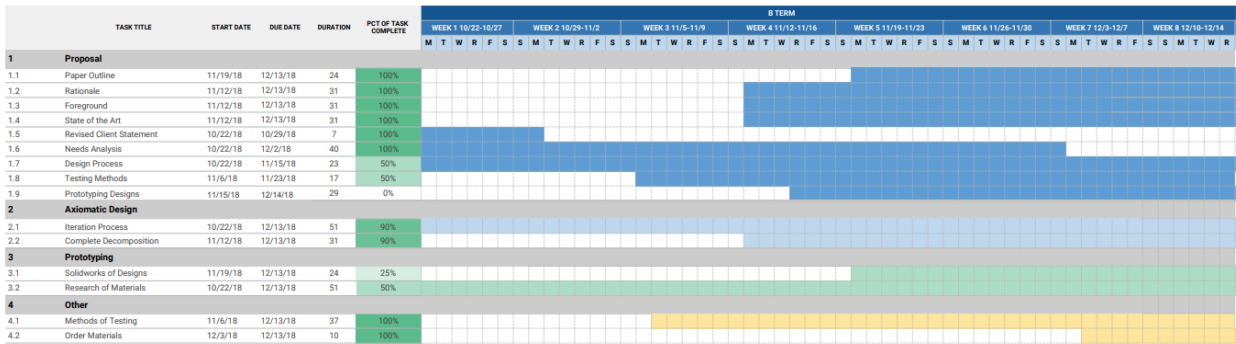 B TERM
TASK TITLE START DATE DUE DATE DURATION PCT OF TASK COMPLETE WEEK 1 10/22-10/27 WEEK 2 10/29-11/2 WEEK 3 11/5-11/9 WEEK 4 11/12-11/16 WEEK 5 11/19-11/23 WEEK 6 11/26-11/30 WEEK 7 12/3-12/7 WEEK 8 12/10-12/14
M T W R F S S M T W R F S S M T W R F S S M T W R F S S M T W R F S S M T W R F S S M T W R F S S M T W R
1 Proposal
1.1 Paper Outline 11/19/18 12/13/18 24 100%
1.2 Rationale 11/12/18 12/13/18 31 100%
1.3 Foreground 11/12/18 12/13/18 31 100%
1.4 State of the Art 11/12/18 12/13/18 31 100%
1.5 Revised Client Statement 10/22/18 10/29/18 7 100%
1.6 Needs Analysis 10/22/18 12/2/18 40 100%
1.7 Design Process 10/22/18 11/15/18 23 50%
1.8 Testing Methods 11/6/18 11/23/18 17 50%
1.9 Prototyping Designs 11/15/18 12/14/18 29 0%
2 Axiomatic Design
2.1 Iteration Process 10/22/18 12/13/18 51 90%
2.2 Complete Decomposition 11/12/18 12/13/18 31 90%
3 Prototyping
3.1 Solidworks of Designs 11/19/18 12/13/18 24 25%
3.2 Research of Materials 10/22/18 12/13/18 51 50%
4 Other
4.1 Methods of Testing 11/6/18 12/13/18 37 100%
4.2 Order Materials 12/3/18 12/13/18 10 100%